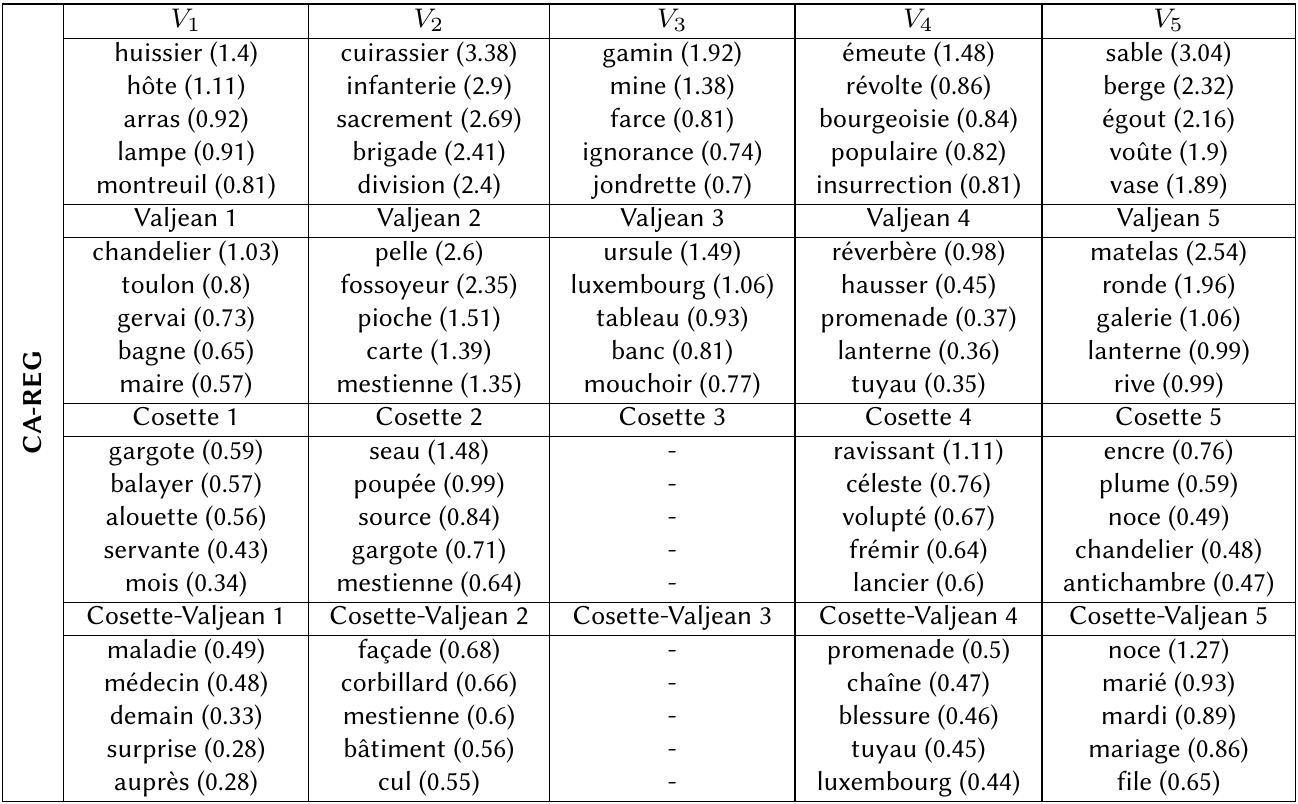 V1 V2 V3 V4 V5
huissier (1.4) cuirassier (3.38) gamin (1.92) émeute (1.48) sable (3.04)
hôte (1.11) infanterie (2.9) mine (1.38) révolte (0.86) berge (2.32)
arras (0.92) sacrement (2.69) farce (0.81) bourgeoisie (0.84) égout (2.16)
lampe (0.91) brigade (2.41) ignorance (0.74) populaire (0.82) voûte (1.9)
montreuil (0.81) division (2.4) jondrette (0.7) insurrection (0.81) vase (1.89)
Valjean 1 Valjean 2 Valjean 3 Valjean 4 Valjean 5
chandelier (1.03) pelle (2.6) ursule (1.49) réverbère (0.98) matelas (2.54)
toulon (0.8) fossoyeur (2.35) luxembourg (1.06) hausser (0.45) ronde (1.96)
gervai (0.73) pioche (1.51) tableau (0.93) promenade (0.37) galerie (1.06)
bagne (0.65) carte (1.39) banc (0.81) lanterne (0.36) lanterne (0.99)
maire (0.57) mestienne (1.35) mouchoir (0.77) tuyau (0.35) rive (0.99)
CA-REG
Cosette 1 Cosette 2 Cosette 3 Cosette 4 Cosette 5
gargote (0.59) seau (1.48) - ravissant (1.11) encre (0.76)
balayer (0.57) poupée (0.99) - céleste (0.76) plume (0.59)
alouette (0.56) source (0.84) - volupté (0.67) noce (0.49)
servante (0.43) gargote (0.71) - frémir (0.64) chandelier (0.48)
mois (0.34) mestienne (0.64) - lancier (0.6) antichambre (0.47)
Cosette-Valjean 1 Cosette-Valjean 2 Cosette-Valjean 3 Cosette-Valjean 4 Cosette-Valjean 5
maladie (0.49) façade (0.68) - promenade (0.5) noce (1.27)
médecin (0.48) corbillard (0.66) - chaîne (0.47) marié (0.93)
demain (0.33) mestienne (0.6) - blessure (0.46) mardi (0.89)
surprise (0.28) bâtiment (0.56) - tuyau (0.45) mariage (0.86)
auprès (0.28) cul (0.55) - luxembourg (0.44) file (0.65)